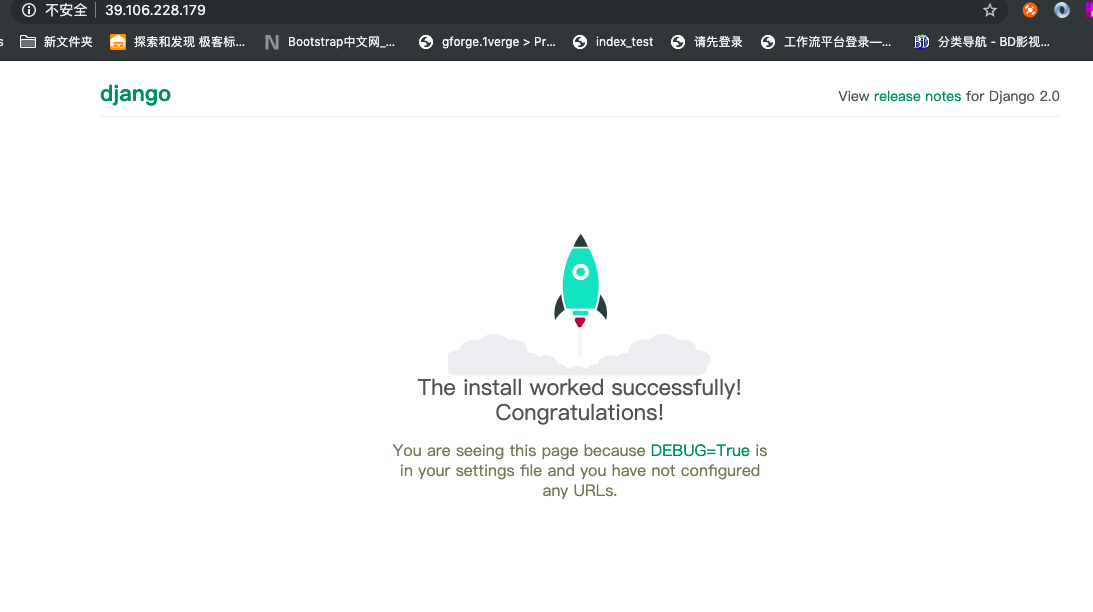 不安全 39.106.228.179
s 新文件夹 探索和发现 极客标... Bootstrap中文网_... gforge.1verge > Pr... index_test 请先登录 工作流平台登录—... BD 分类导航 - BD影视...
django View release notes for Django 2.0
The install worked successfully!
Congratulations!
You are seeing this page because DEBUG=True is
in your settings file and you have not configured
any URLs.